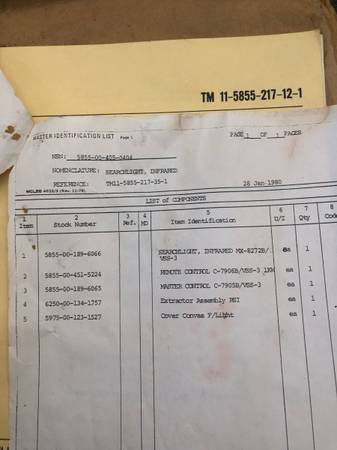 TM 11-5855-217-12-1
MASTER IDENTIFICATION LIST Page 1
PAGE 1 OF 1 PAGES
NSN: 5855-00-405-0404
NOMENCLATURE: SEARCHLIGHT, INFRARED
REFERENCE: TM11-5855-217-35-1 28 Jan 1980
LIST of COMPONENTS
1 2 3 4 5 6 7 8
Item Stock Number Ref. MD Item Identification U/I Qty Code
1 5855-00-189-6066 SEARCHLIGHT, INFRARED MX-8272B/ ea 1
VSS-3
2 5855-00-451-5224 REMOTE CONTROL C-7906B/VSS-3 ea 1
3 5855-00-189-6065 MASTER CONTROL C-7905B/VSS-3 ea 1
4 6250-00-134-1757 Extractor Assembly ea 1
5 5975-00-123-1527 Cover Convas F/Light ea 1